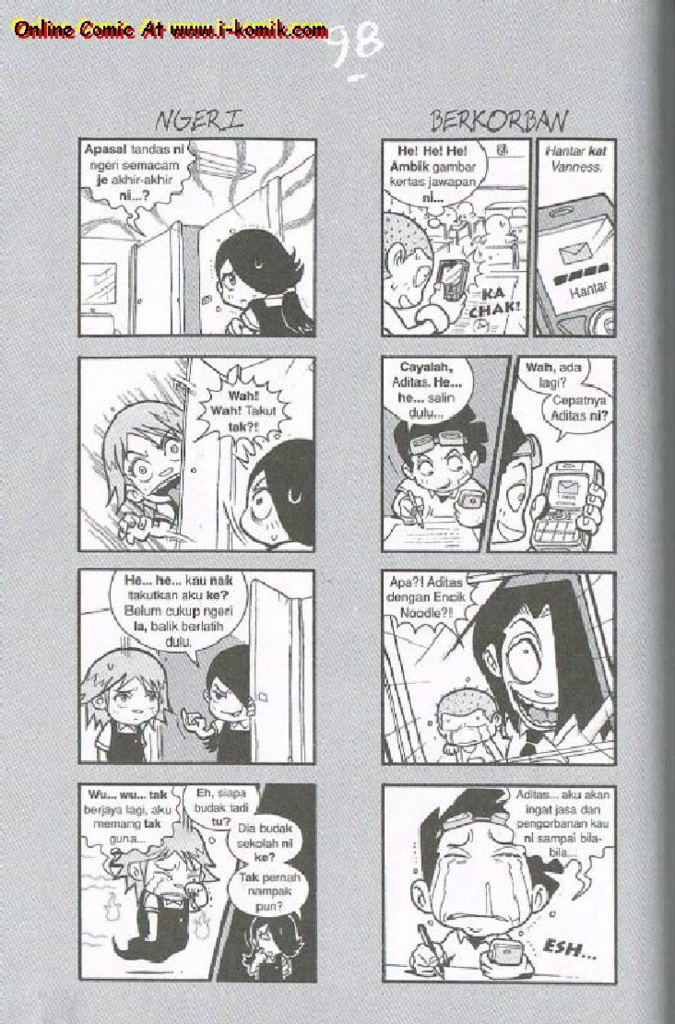 Online Comic At www.i-komik.com
98
NGERI
Apasal tandas ni
ngeri semacam
je akhir-akhir
ni...?
Wah!
Wah! Takut
tak?!
He... he... kau naik
takutkan aku ke?
Belum cukup ngeri
la, balik berlatih
dulu.
Wu... wu... tak
berjaya lagi, aku
memang tak
guna...
Eh, siapa
budak tadi
tu?
Dia budak
sekolah ni
ke?
Tak pernah
nampak
pun?
BERKORBAN
He! He! He!
Ambik gambar
kertas jawapan
ni...
KA
CHAK!
Hantar kat
Vanness.
Hantar
Cayalah,
Aditas. He...
he... salin
dulu...
Wah, ada
lagi?
Cepatnya
Aditas ni?
Apa?! Aditas
dengan Encik
Noodle?!
Aditas... aku akan
ingat jasa dan
pengorbanan kau
ni sampai bila-
bila...
ESH...